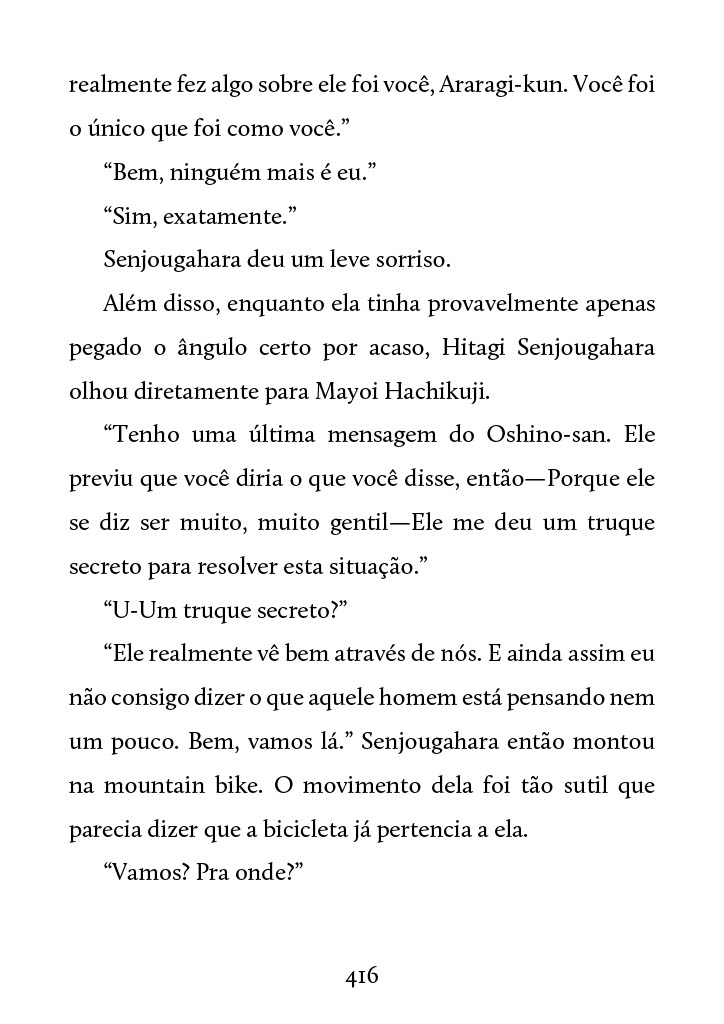 realmente fez algo sobre ele foi você, Araragi-kun. Você foi
o único que foi como você.”
“Bem, ninguém mais é eu.”
“Sim, exatamente.”
Senjougahara deu um leve sorriso.
Além disso, enquanto ela tinha provavelmente apenas
pegado o ângulo certo por acaso, Hitagi Senjougahara
olhou diretamente para Mayoi Hachikuji.
“Tenho uma última mensagem do Oshino-san. Ele
previu que você diria o que você disse, então—Porque ele
se diz ser muito, muito gentil—Ele me deu um truque
secreto para resolver esta situação.”
“U-Um truque secreto?”
“Ele realmente vê bem através de nós. E ainda assim eu
não consigo dizer o que aquele homem está pensando nem
um pouco. Bem, vamos lá.” Senjougahara então montou
na mountain bike. O movimento dela foi tão sutil que
parecia dizer que a bicicleta já pertencia a ela.
“Vamos? Pra onde?”
416